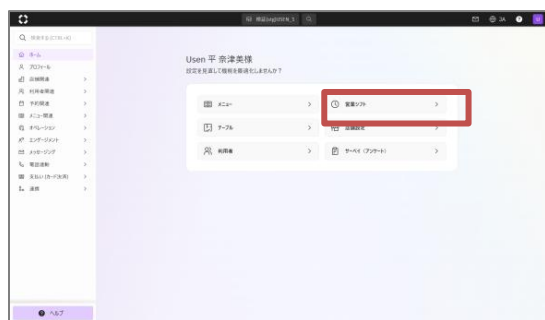 検証(og)USEN_1
JA
ホーム
プロフィール
店舗関連
利用者関連
予約関連
メニュー関連
オペレーション
エンゲージメント
メッセージング
電話連動
支払い (カード決済)
連携
ヘルプ
Usen 平 奈津美様
設定を見直して極席を最適化しませんか？
メニュー
営業シフト
テーブル
店舗設定
利用者
サーベイ (アンケート)